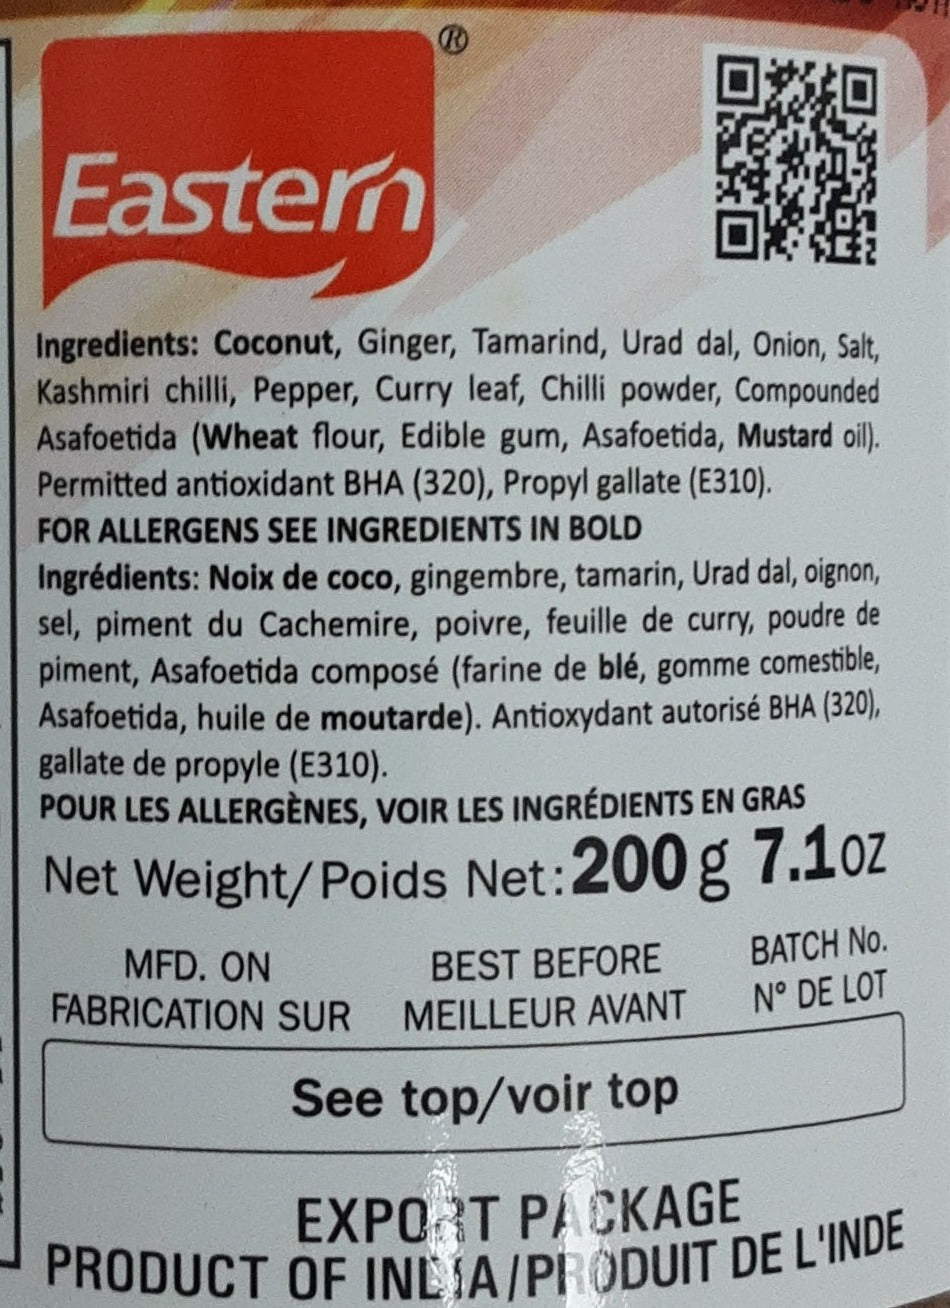 Eastern®
Ingredients: Coconut, Ginger, Tamarind, Urad dal, Onion, Salt,
Kashmiri chilli, Pepper, Curry leaf, Chilli powder, Compounded
Asafoetida (Wheat flour, Edible gum, Asafoetida, Mustard oil).
Permitted antioxidant BHA (320), Propyl gallate (E310).
FOR ALLERGENS SEE INGREDIENTS IN BOLD
Ingrédients: Noix de coco, gingembre, tamarin, Urad dal, oignon,
sel, piment du Cachemire, poivre, feuille de curry, poudre de
piment, Asafoetida composé (farine de blé, gomme comestible,
Asafoetida, huile de moutarde). Antioxydant autorisé BHA (320),
gallate de propyle (E310).
POUR LES ALLERGÈNES, VOIR LES INGRÉDIENTS EN GRAS
Net Weight/Poids Net: 200 g 7.1 oz
MFD. ON BEST BEFORE BATCH No.
FABRICATION SUR MEILLEUR AVANT N° DE LOT
See top/voir top
EXPORT PACKAGE
PRODUCT OF INDIA/PRODUIT DE L'INDE